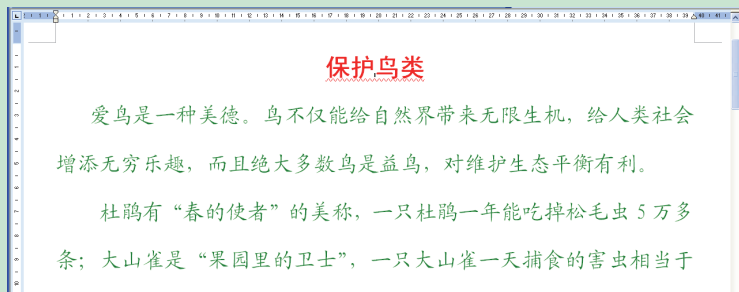 保护鸟类
爱鸟是一种美德。鸟不仅能给自然界带来无限生机，给人类社会
增添无穷乐趣，而且绝大多数鸟是益鸟，对维护生态平衡有利。
杜鹃有“春的使者”的美称，一只杜鹃一年能吃掉松毛虫 5 万多
条；大山雀是“果园里的卫士”，一只大山雀一天捕食的害虫相当于